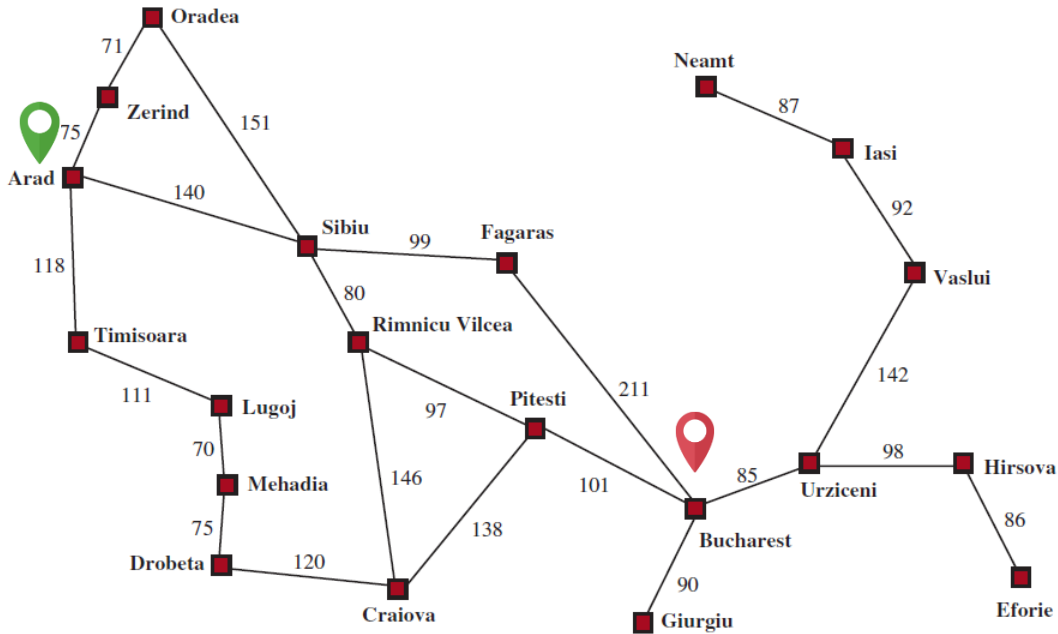 Oradea
71
Neamt
Zerind
87
75
151
Iasi
Arad
140
92
Sibiu
Fagaras
99
118
Vaslui
80
Timisoara
Rimnicu Vilcea
142
111
Lugoj
97
Pitesti
211
70
Mehadia
146
101
85
98
Hirsova
Urziceni
75
138
86
Drobeta
120
Bucharest
90
Craiova
Giurgiu
Eforie